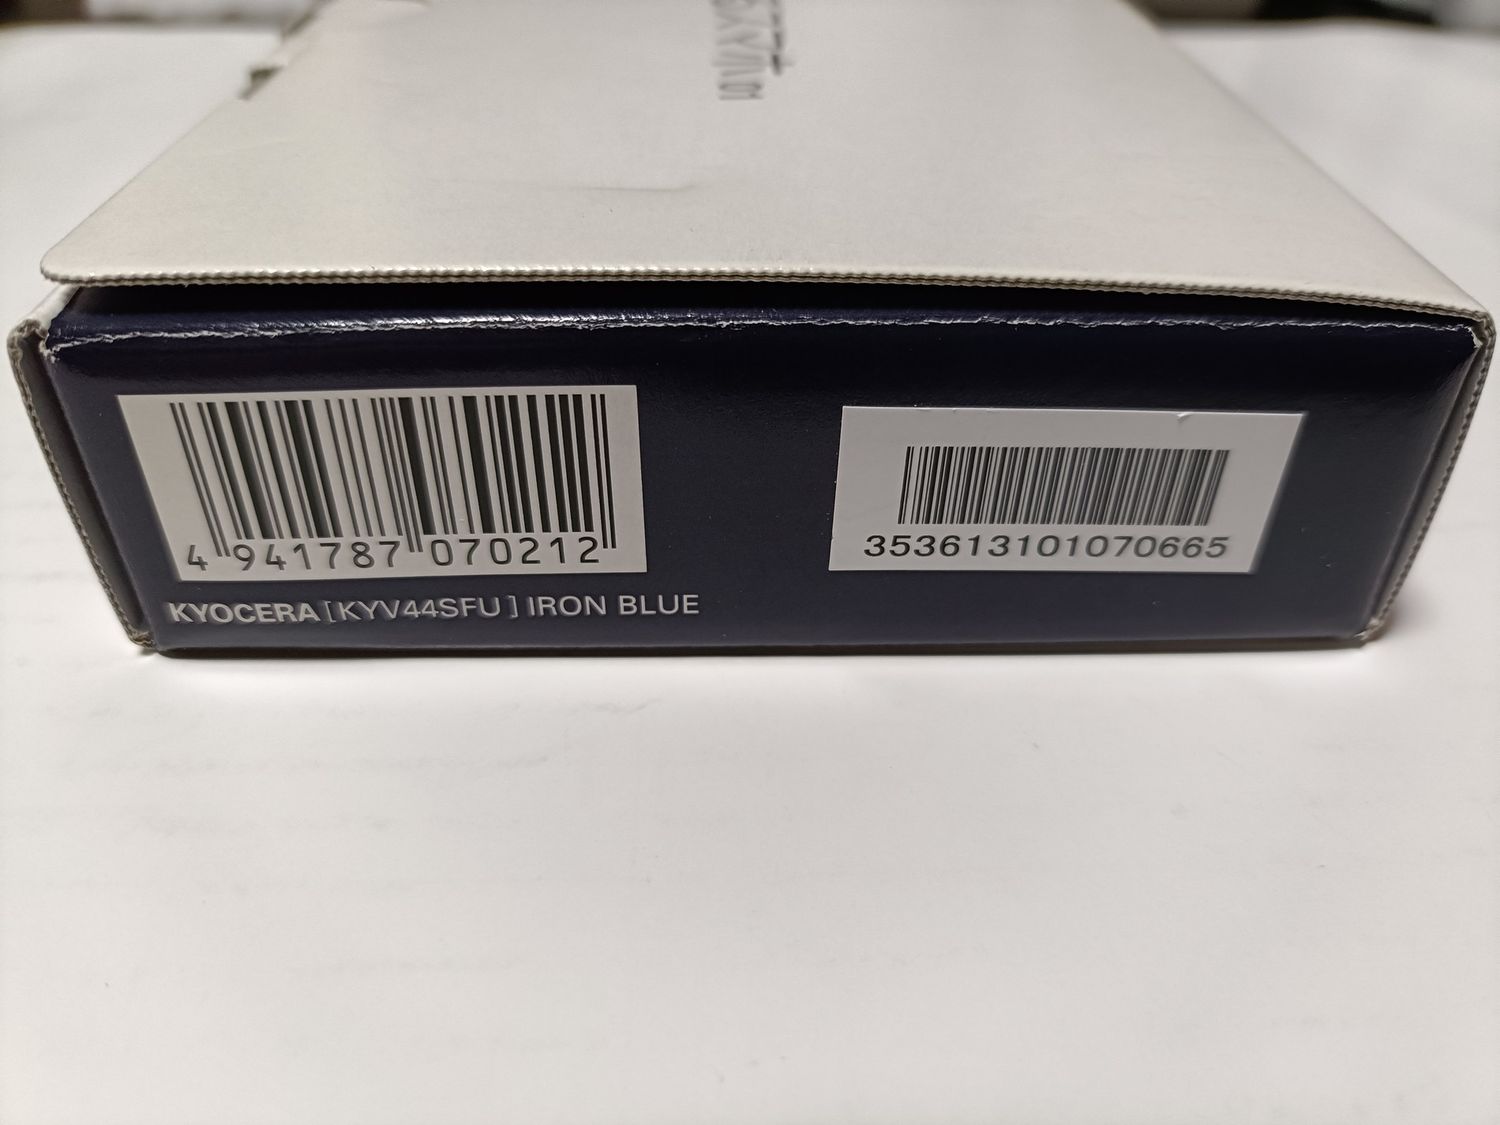 4 941787 070212
353613101070665
KYOCERA [ KYV44SFU ] IRON BLUE